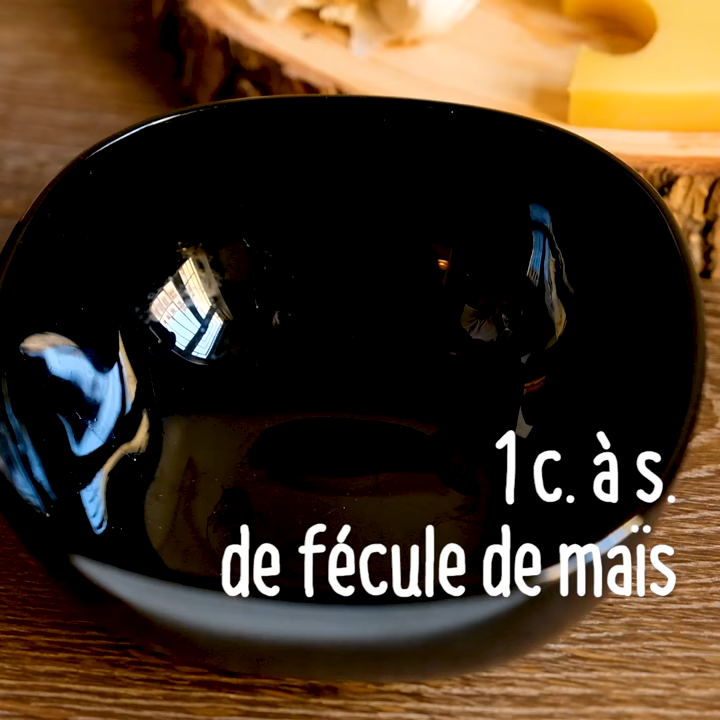 1 c. à s.
de fécule de maïs